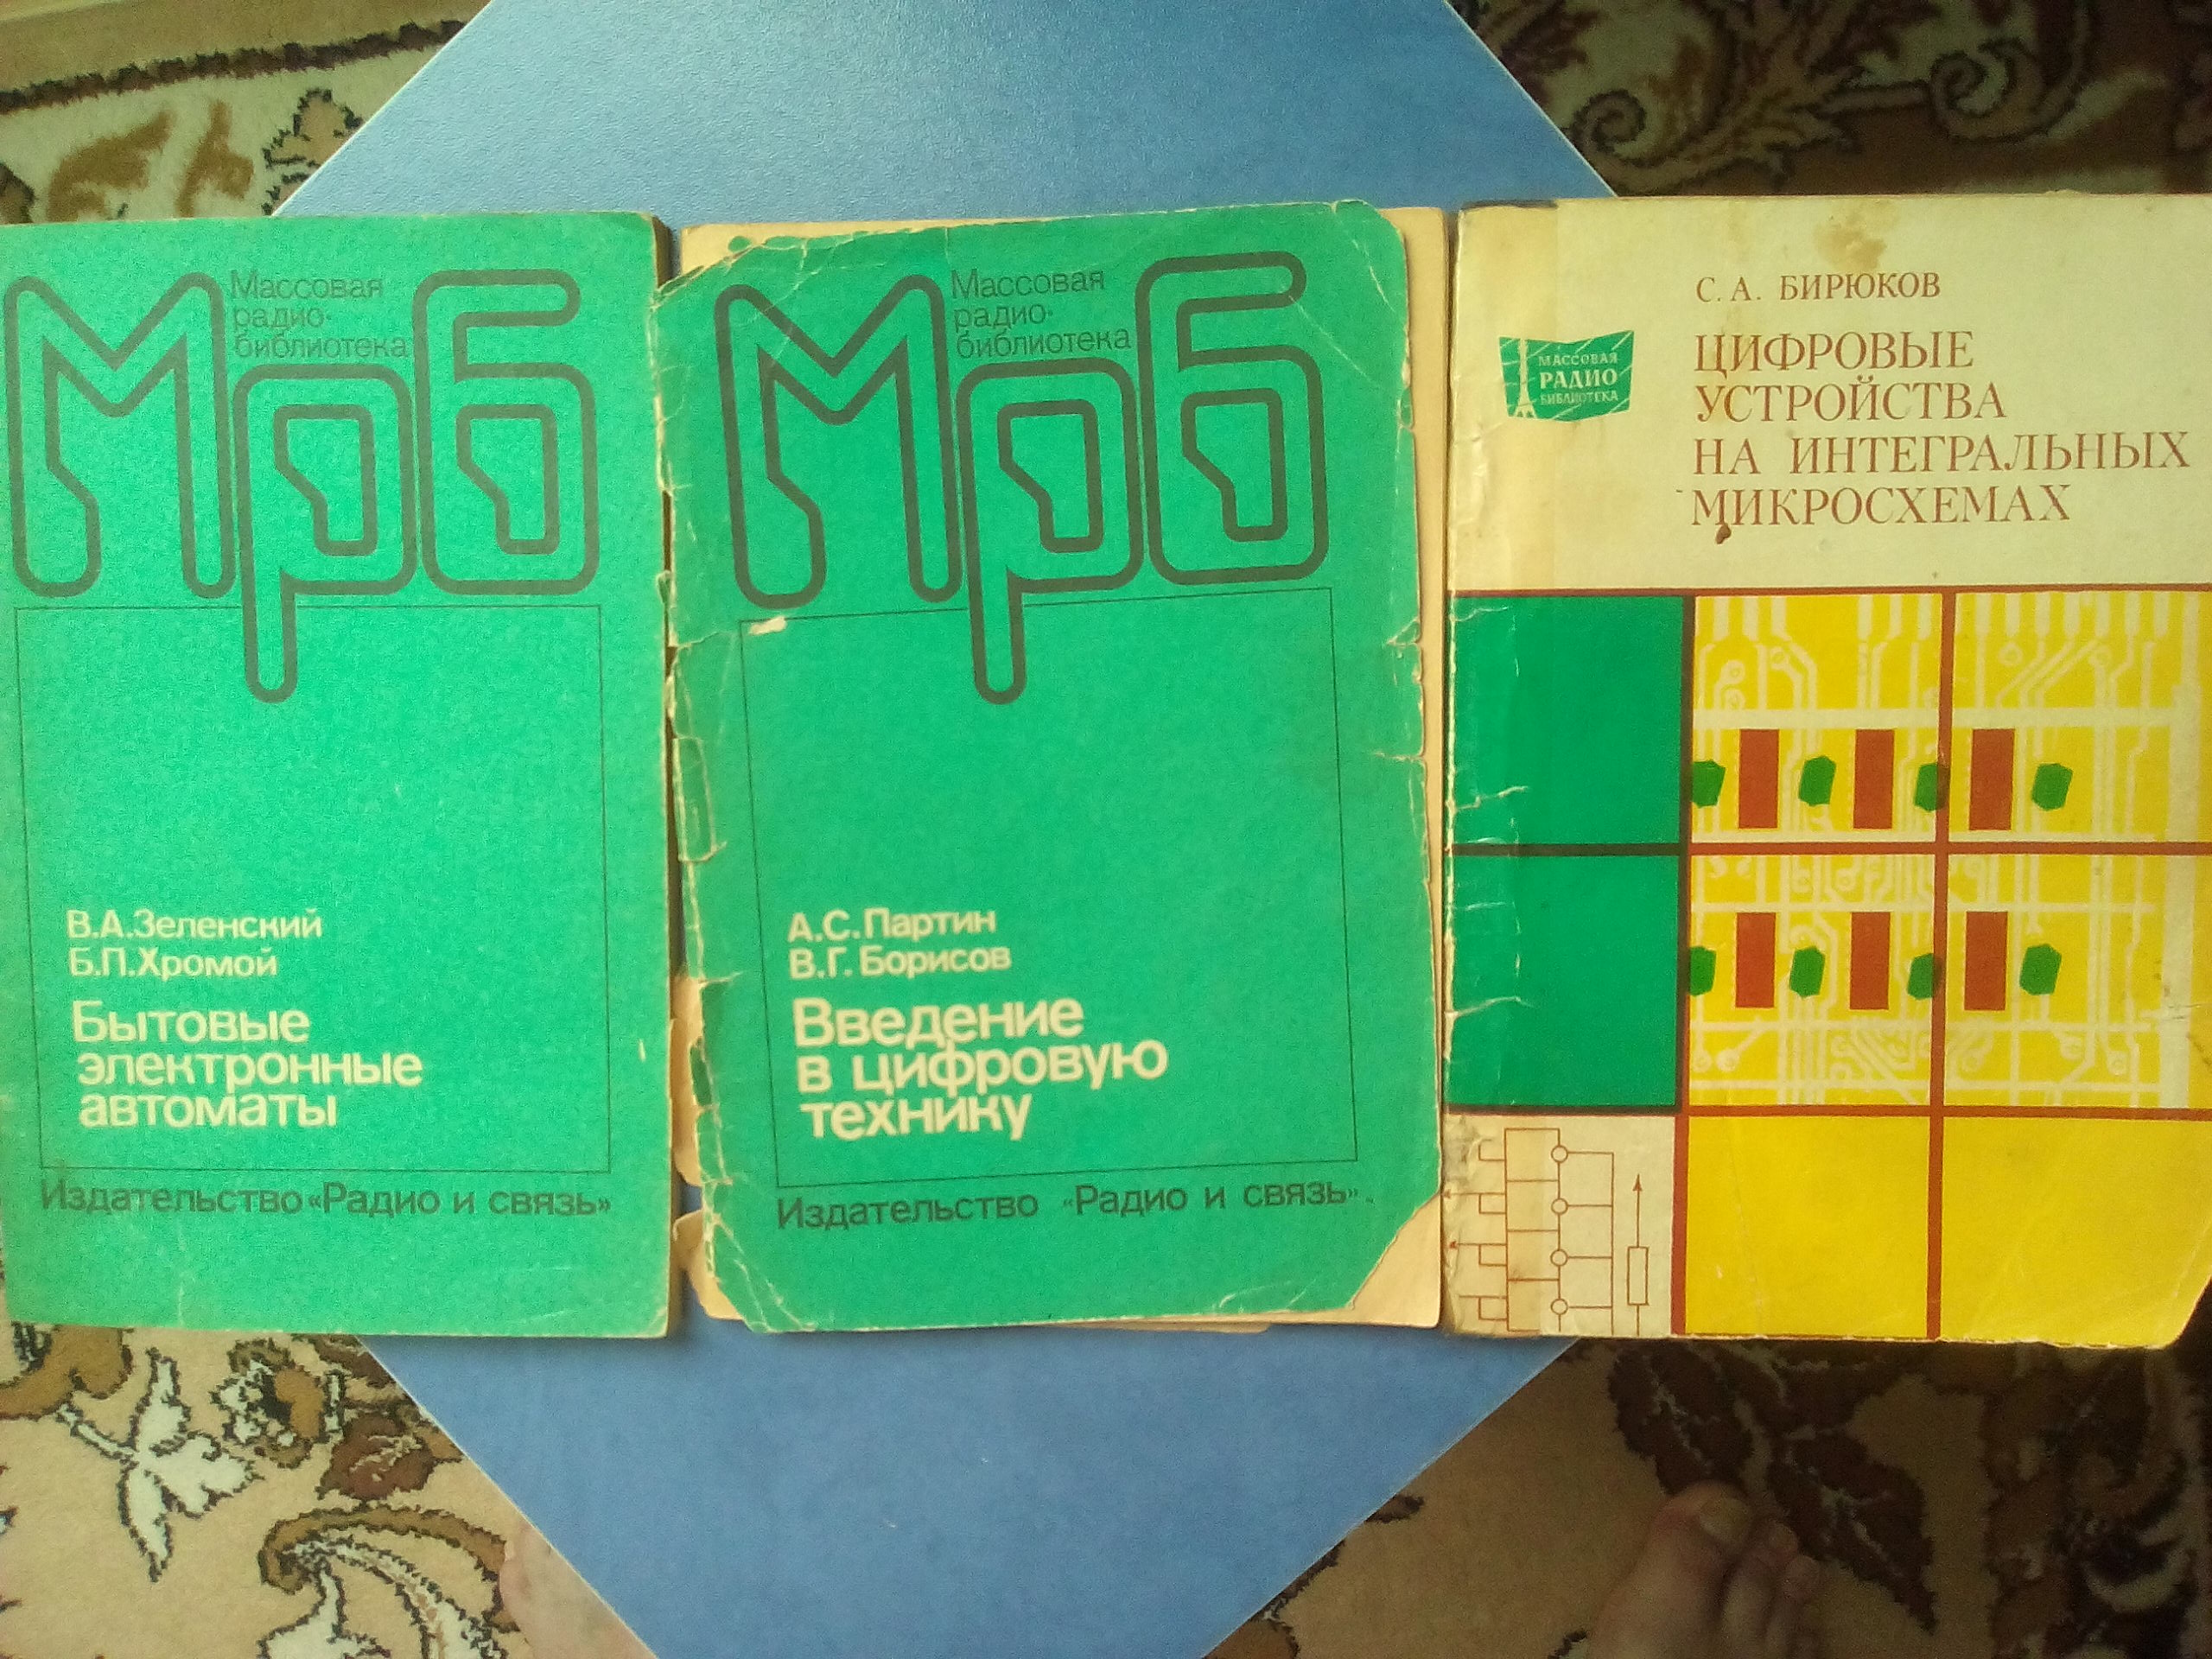 Мрб
Массовая
радио-
библиотека
В.А.Зеленский
Б.П.Хромой
Бытовые
электронные
автоматы
Издательство «Радио и связь»
Мрб
Массовая
радио-
библиотека
А.С.Партин
В.Г.Борисов
Введение
в цифровую
технику
Издательство «Радио и связь»
С. А. БИРЮКОВ
МАССОВАЯ
РАДИО
БИБЛИОТЕКА
ЦИФРОВЫЕ
УСТРОЙСТВА
НА ИНТЕГРАЛЬНЫХ
МИКРОСХЕМАХ